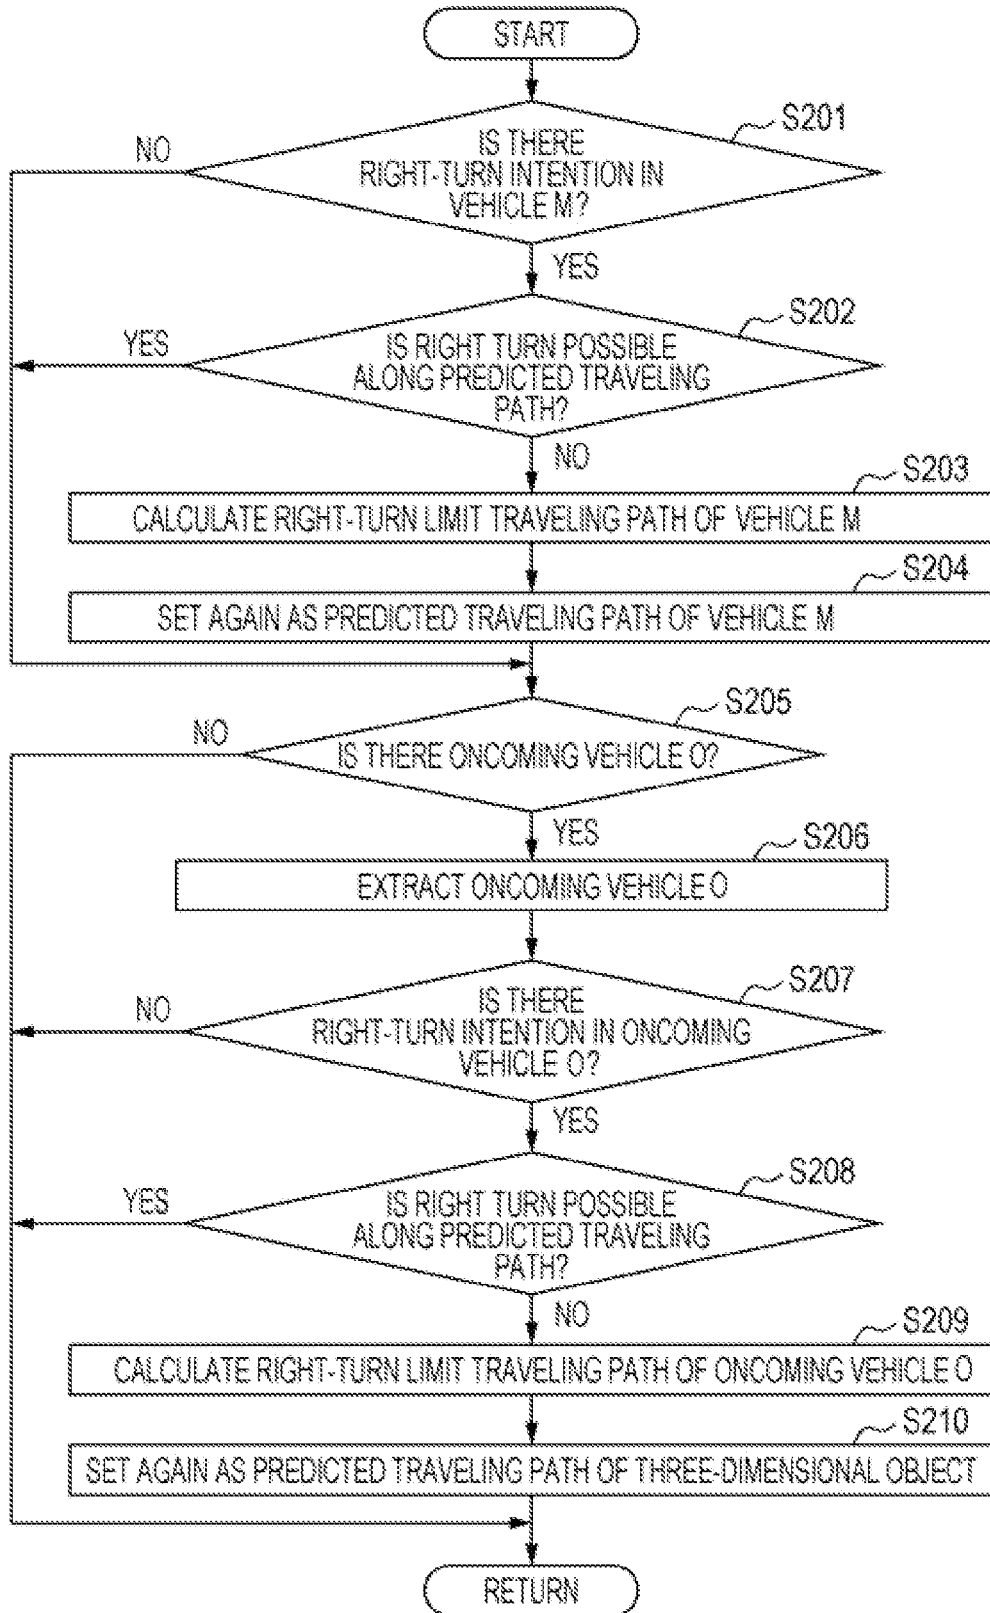 START
S201
NO
IS THERE
RIGHT-TURN INTENTION IN
VEHICLE M?
YES
S202
YES
IS RIGHT TURN POSSIBLE
ALONG PREDICTED TRAVELING
PATH?
NO
S203
CALCULATE RIGHT-TURN LIMIT TRAVELING PATH OF VEHICLE M
S204
SET AGAIN AS PREDICTED TRAVELING PATH OF VEHICLE M
S205
NO
IS THERE ONCOMING VEHICLE O?
YES
S206
EXTRACT ONCOMING VEHICLE O
S207
NO
IS THERE
RIGHT-TURN INTENTION IN ONCOMING
VEHICLE O?
YES
S208
YES
IS RIGHT TURN POSSIBLE
ALONG PREDICTED TRAVELING
PATH?
NO
S209
CALCULATE RIGHT-TURN LIMIT TRAVELING PATH OF ONCOMING VEHICLE O
S210
SET AGAIN AS PREDICTED TRAVELING PATH OF THREE-DIMENSIONAL OBJECT
RETURN